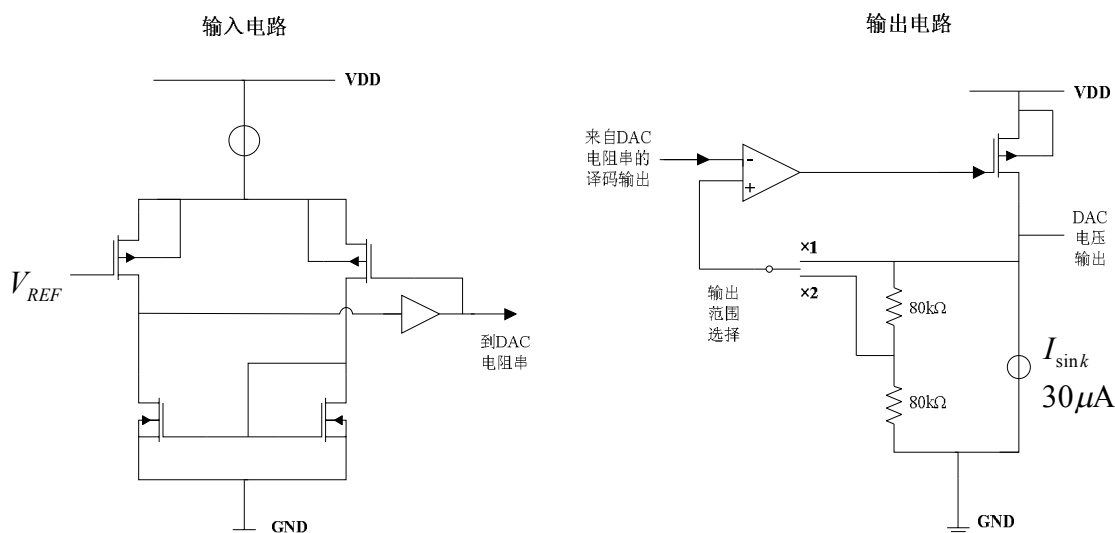 输入电路
VDD
V_REF
到DAC
电阻串
GND
输出电路
VDD
来自DAC
电阻串的
译码输出
-
+
×1
×2
输出
范围
选择
80kΩ
80kΩ
DAC
电压
输出
I_sink
30μA
GND